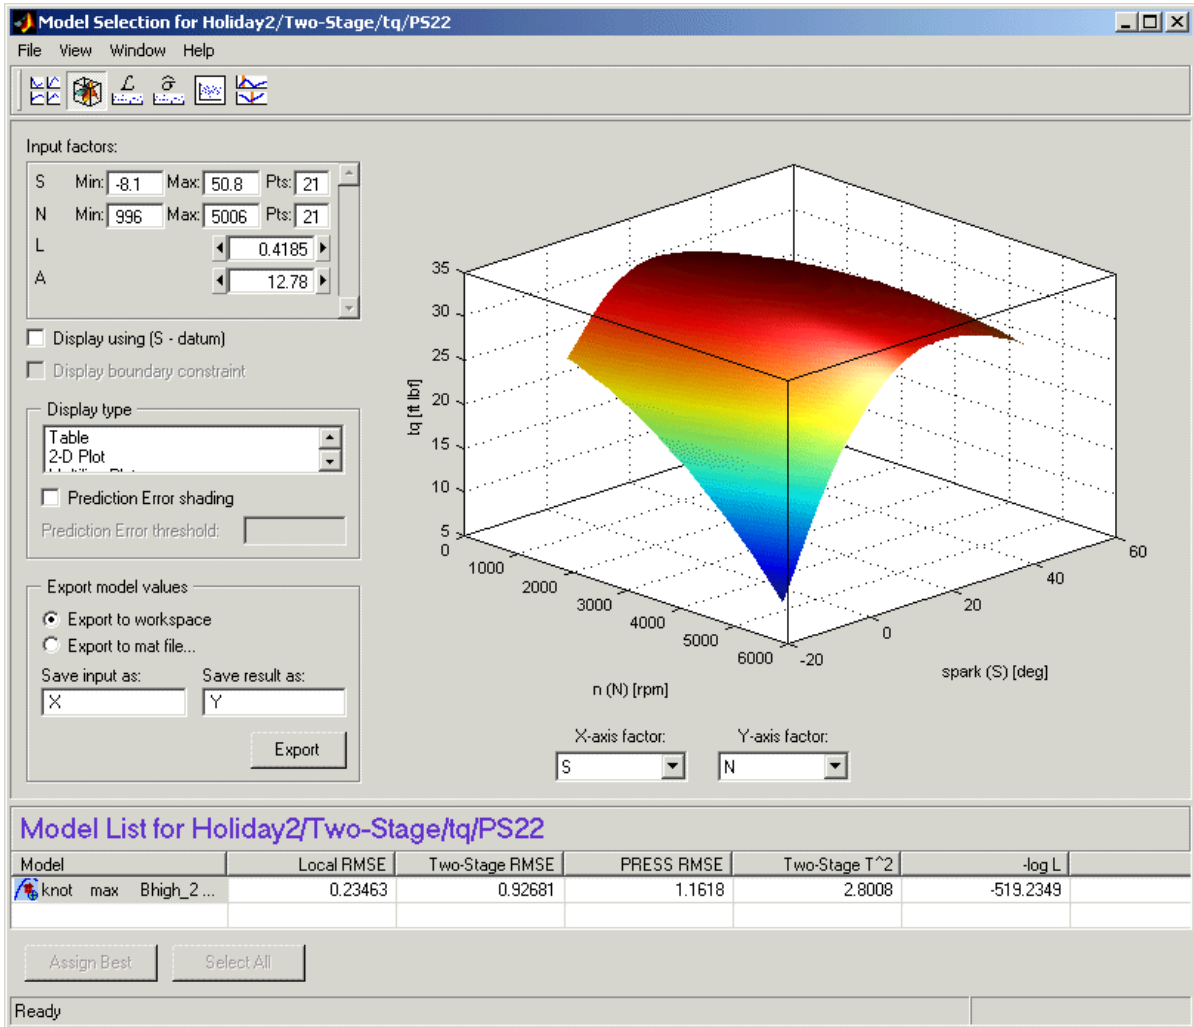 Model Selection for Holiday2/Two-Stage/tq/PS22
File View Window Help
Input factors:
S Min: -8.1 Max: 50.8 Pts: 21
N Min: 996 Max: 5006 Pts: 21
L 0.4185
A 12.78
Display using (S - datum)
Display boundary constraint
Display type
Table
2-D Plot
Prediction Error shading
Prediction Error threshold:
Export model values
Export to workspace
Export to mat file...
Save input as: Save result as:
X Y
Export
tq [ft lbf]
35
30
25
20
15
10
5
0
1000
2000
3000
4000
5000
6000
n (N) [rpm]
-20
0
20
40
60
spark (S) [deg]
X-axis factor: Y-axis factor:
S N
Model List for Holiday2/Two-Stage/tq/PS22
Model Local RMSE Two-Stage RMSE PRESS RMSE Two-Stage T^2 -log L
knot max Bhigh_2 ... 0.23463 0.92681 1.1618 2.8008 -519.2349
Assign Best Select All
Ready